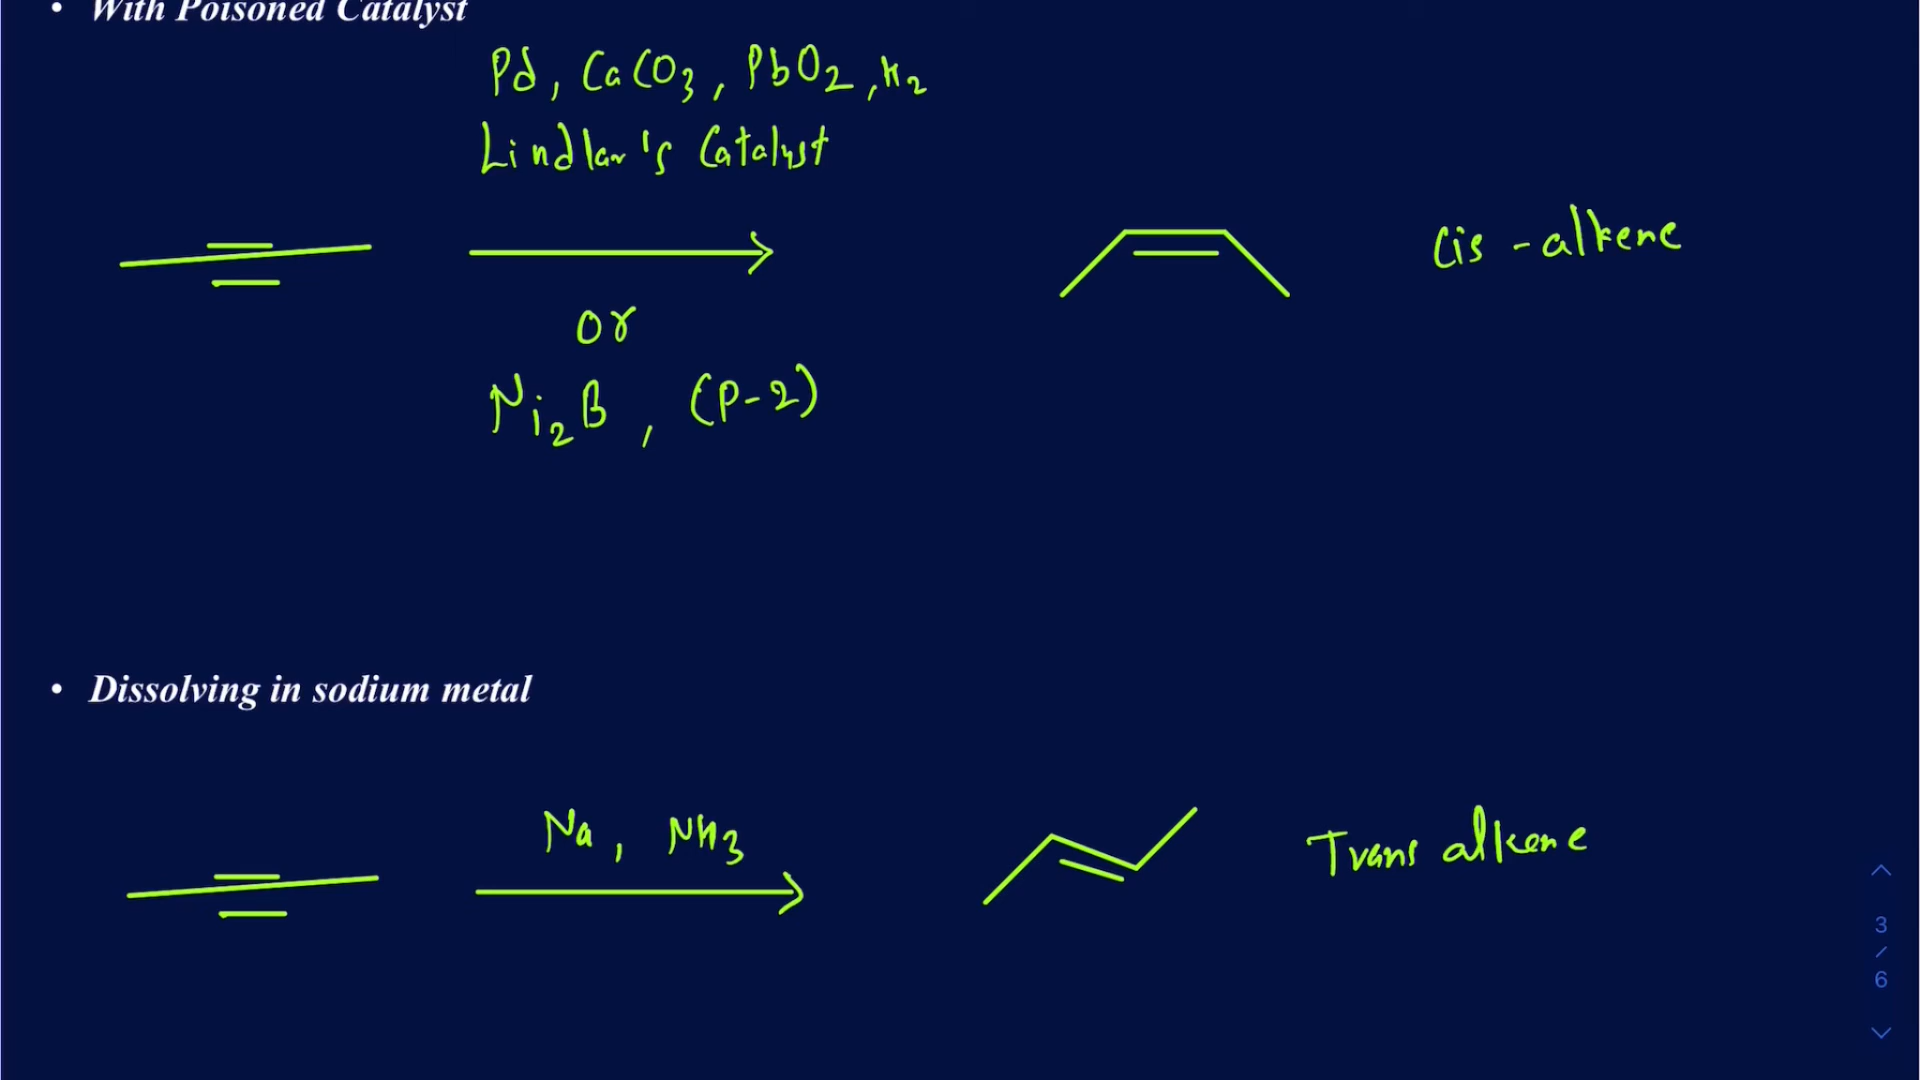 • With Poisoned Catalyst
Pd, CaCO3, PbO2, H2
Lindlar's Catalyst
or
Ni2B, (P-2)
Cis - alkene
• Dissolving in sodium metal
Na, NH3
Trans alkene
3
/
6